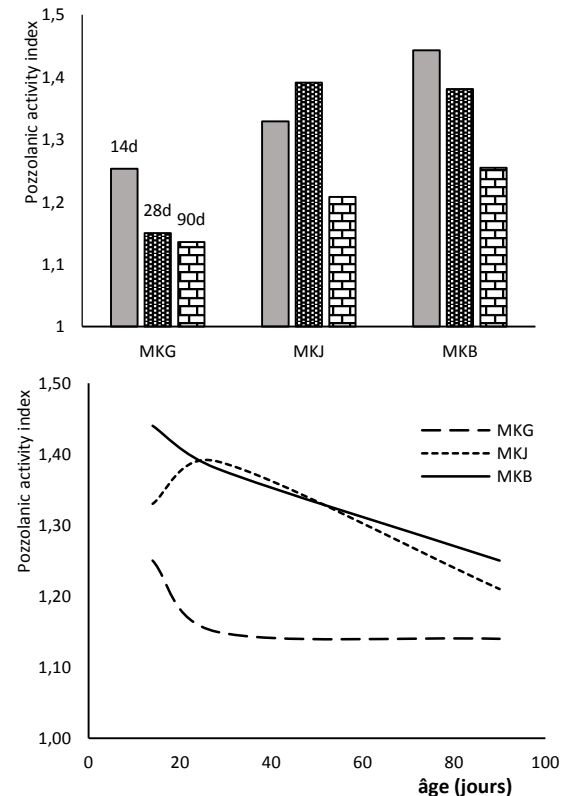 Pozzolanic activity index
1,5
1,4
1,3
1,2
1,1
1
14d
28d
90d
MKG MKJ MKB
Pozzolanic activity index
1,50
1,40
1,30
1,20
1,10
1,00
MKG
MKJ
MKB
0 20 40 60 80 100
âge (jours)